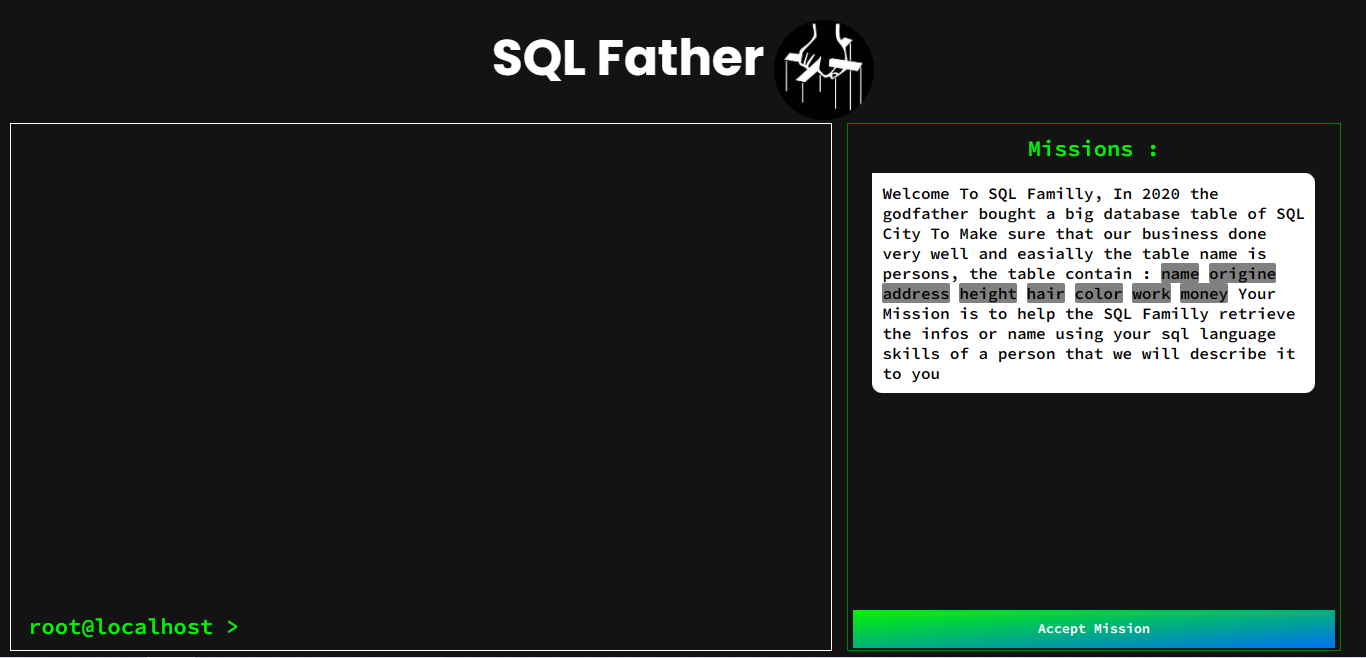 SQL Father
Missions :
Welcome To SQL Familly, In 2020 the
godfather bought a big database table of SQL
City To Make sure that our business done
very well and easially the table name is
persons, the table contain : name origine
address height hair color work money Your
Mission is to help the SQL Familly retrieve
the infos or name using your sql language
skills of a person that we will describe it
to you
root@localhost >
Accept Mission